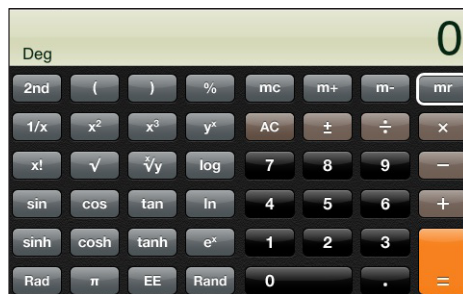 0
Deg
2nd ( ) % mc m+ m- mr
1/x x² x³ yˣ AC ± ÷ ×
x! √ ˣ√y log 7 8 9 −
sin cos tan ln 4 5 6 +
sinh cosh tanh eˣ 1 2 3
Rad π EE Rand 0 . =